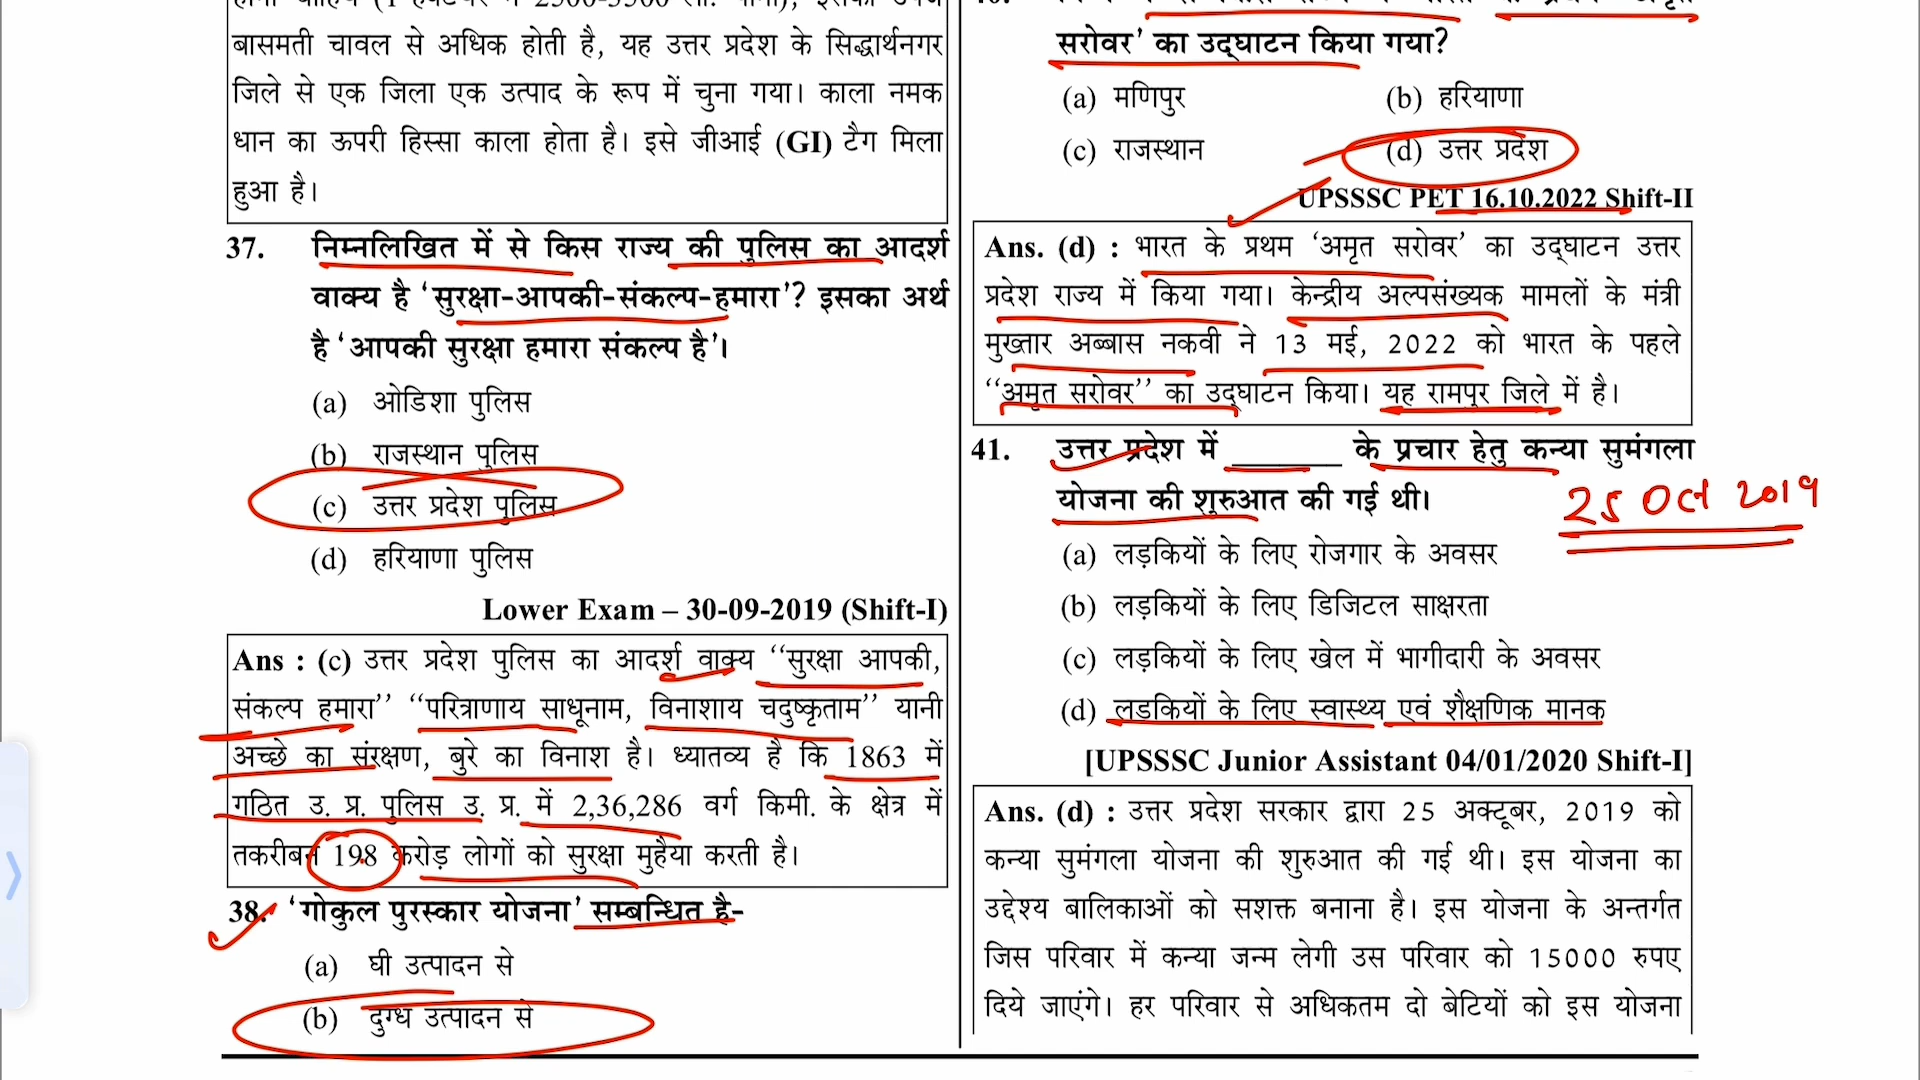 बासमती चावल से अधिक होती है, यह उत्तर प्रदेश के सिद्धार्थनगर
जिले से एक जिला एक उत्पाद के रूप में चुना गया। काला नमक
धान का ऊपरी हिस्सा काला होता है। इसे जीआई (GI) टैग मिला
हुआ है।
37. निम्नलिखित में से किस राज्य की पुलिस का आदर्श
वाक्य है ‘सुरक्षा-आपकी-संकल्प-हमारा’? इसका अर्थ
है ‘आपकी सुरक्षा हमारा संकल्प है’।
(a) ओडिशा पुलिस
(b) राजस्थान पुलिस
(c) उत्तर प्रदेश पुलिस
(d) हरियाणा पुलिस
Lower Exam – 30-09-2019 (Shift-I)
Ans : (c) उत्तर प्रदेश पुलिस का आदर्श वाक्य ‘‘सुरक्षा आपकी,
संकल्प हमारा’’ ‘‘परित्राणाय साधूनाम, विनाशाय चदुष्कृताम’’ यानी
अच्छे का संरक्षण, बुरे का विनाश है। ध्यातव्य है कि 1863 में
गठित उ. प्र. पुलिस उ. प्र. में 2,36,286 वर्ग किमी. के क्षेत्र में
तकरीबन 198 करोड़ लोगों को सुरक्षा मुहैया करती है।
38. ‘गोकुल पुरस्कार योजना’ सम्बन्धित है-
(a) घी उत्पादन से
(b) दुग्ध उत्पादन से
सरोवर’ का उद्घाटन किया गया?
(a) मणिपुर (b) हरियाणा
(c) राजस्थान (d) उत्तर प्रदेश
UPSSSC PET 16.10.2022 Shift-II
Ans. (d) : भारत के प्रथम ‘अमृत सरोवर’ का उद्घाटन उत्तर
प्रदेश राज्य में किया गया। केन्द्रीय अल्पसंख्यक मामलों के मंत्री
मुख्तार अब्बास नकवी ने 13 मई, 2022 को भारत के पहले
‘‘अमृत सरोवर’’ का उद्घाटन किया। यह रामपुर जिले में है।
41. उत्तर प्रदेश में ________ के प्रचार हेतु कन्या सुमंगला
योजना की शुरुआत की गई थी।
25 Oct 2019
(a) लड़कियों के लिए रोजगार के अवसर
(b) लड़कियों के लिए डिजिटल साक्षरता
(c) लड़कियों के लिए खेल में भागीदारी के अवसर
(d) लड़कियों के लिए स्वास्थ्य एवं शैक्षणिक मानक
[UPSSSC Junior Assistant 04/01/2020 Shift-I]
Ans. (d) : उत्तर प्रदेश सरकार द्वारा 25 अक्टूबर, 2019 को
कन्या सुमंगला योजना की शुरुआत की गई थी। इस योजना का
उद्देश्य बालिकाओं को सशक्त बनाना है। इस योजना के अन्तर्गत
जिस परिवार में कन्या जन्म लेगी उस परिवार को 15000 रुपए
दिये जाएंगे। हर परिवार से अधिकतम दो बेटियों को इस योजना